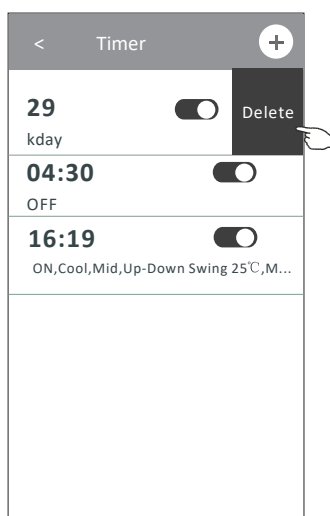 < Timer +
29
Delete
kday
04:30
OFF
16:19
ON,Cool,Mid,Up-Down Swing 25℃,M...